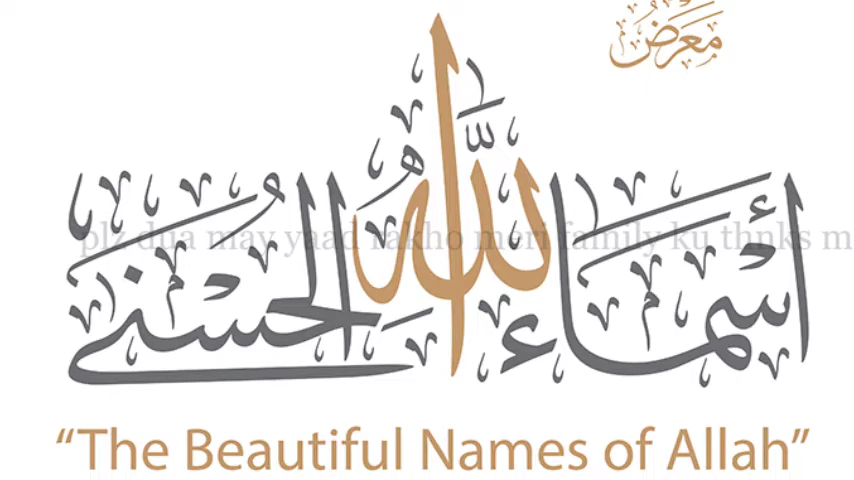 معرض
أسماء الله الحسنى
plz dua may yaad rakho meri family ku thnks m
“The Beautiful Names of Allah”